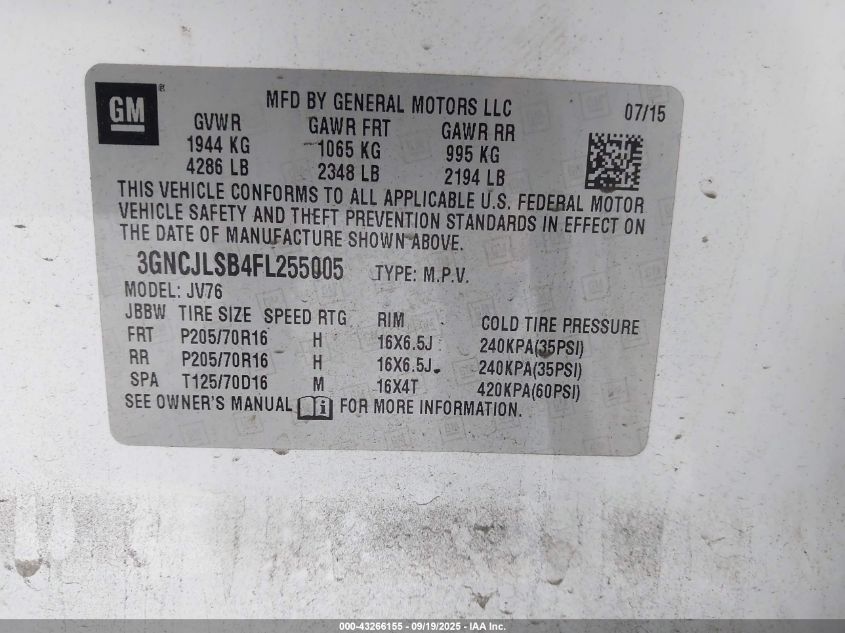 GM
MFD BY GENERAL MOTORS LLC 07/15
GVWR GAWR FRT GAWR RR
1944 KG 1065 KG 995 KG
4286 LB 2348 LB 2194 LB
THIS VEHICLE CONFORMS TO ALL APPLICABLE U.S. FEDERAL MOTOR
VEHICLE SAFETY AND THEFT PREVENTION STANDARDS IN EFFECT ON
THE DATE OF MANUFACTURE SHOWN ABOVE.
3GNCJLSB4FL255005 TYPE: M.P.V.
MODEL: JV76
JBBW TIRE SIZE SPEED RTG RIM COLD TIRE PRESSURE
FRT P205/70R16 H 16X6.5J 240KPA(35PSI)
RR P205/70R16 H 16X6.5J 240KPA(35PSI)
SPA T125/70D16 M 16X4T 420KPA(60PSI)
SEE OWNER'S MANUAL FOR MORE INFORMATION.
000-43266155 - 09/19/2025 - IAA Inc.